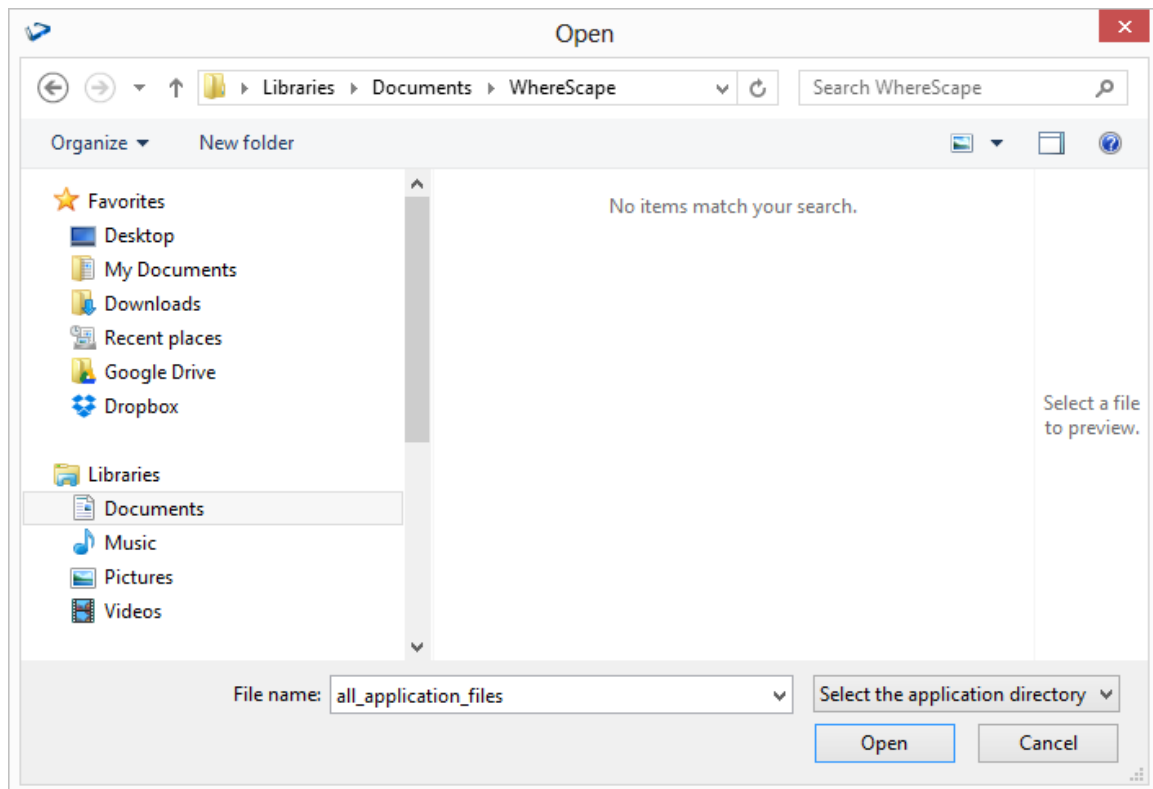 Open
Libraries Documents WhereScape
Search WhereScape
Organize New folder
Favorites
Desktop
My Documents
Downloads
Recent places
Google Drive
Dropbox
Libraries
Documents
Music
Pictures
Videos
No items match your search.
Select a file
to preview.
File name: all_application_files
Select the application directory
Open Cancel